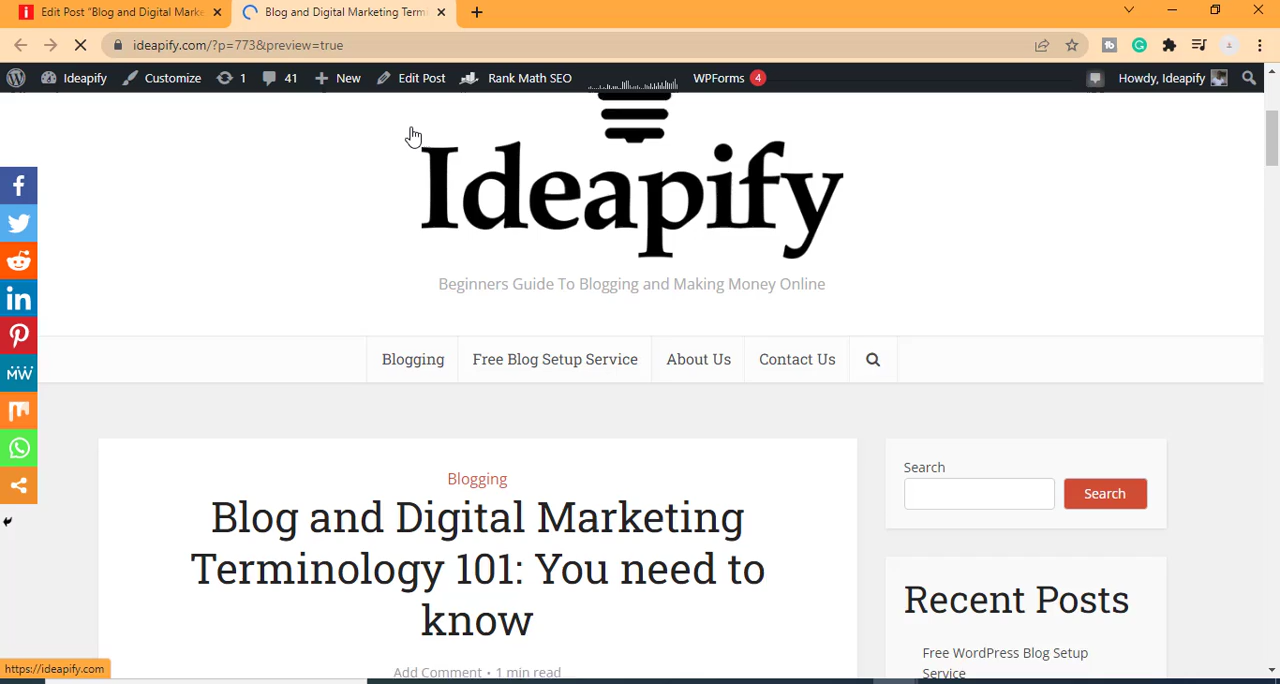 Edit Post "Blog and Digital Marke
Blog and Digital Marketing Term
ideapify.com/?p=773&preview=true
Ideapify
Customize
1
41
New
Edit Post
Rank Math SEO
WPForms 4
Howdy, Ideapify
Ideapify
Beginners Guide To Blogging and Making Money Online
Blogging
Free Blog Setup Service
About Us
Contact Us
MW
Blogging
Blog and Digital Marketing
Terminology 101: You need to
know
Add Comment • 1 min read
Search
Search
Recent Posts
Free WordPress Blog Setup
Service
https://ideapify.com